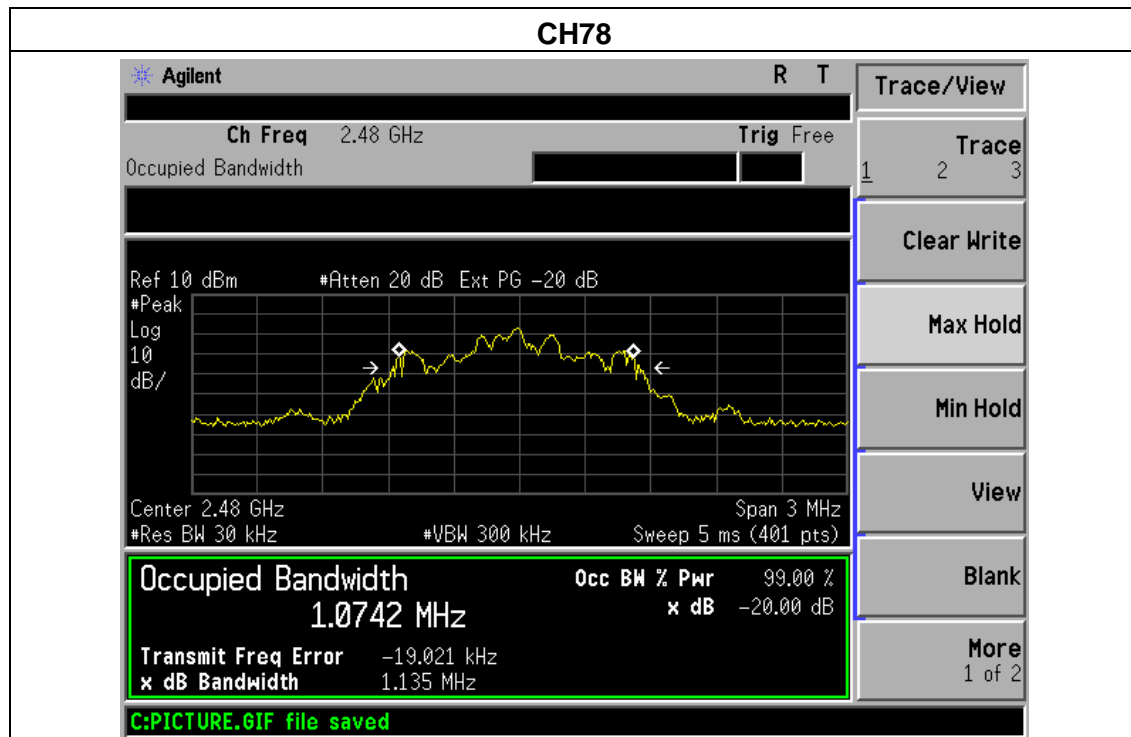 CH78
Agilent R T
Trace/View
Ch Freq 2.48 GHz Trig Free
Occupied Bandwidth
Trace
1 2 3
Clear Write
Ref 10 dBm #Atten 20 dB Ext PG -20 dB
#Peak
Log
10
dB/
Max Hold
Min Hold
View
Center 2.48 GHz Span 3 MHz
#Res BW 30 kHz #VBW 300 kHz Sweep 5 ms (401 pts)
Occupied Bandwidth Occ BW % Pwr 99.00 %
1.0742 MHz x dB -20.00 dB
Blank
Transmit Freq Error -19.021 kHz
x dB Bandwidth 1.135 MHz
More
1 of 2
C:PICTURE.GIF file saved